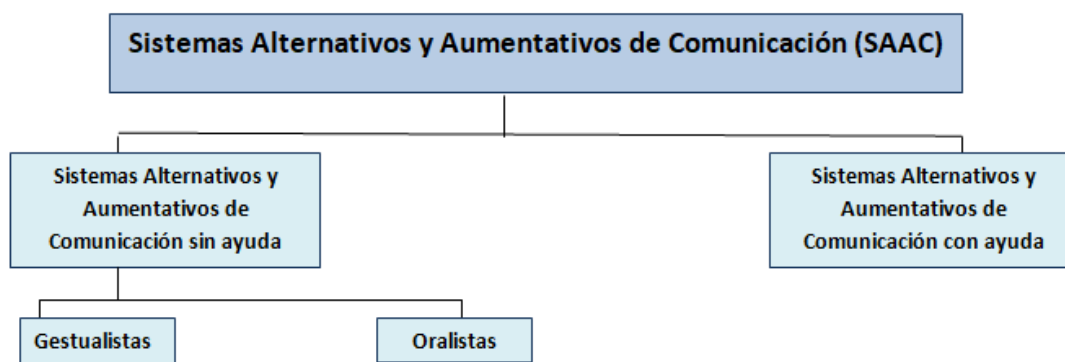 Sistemas Alternativos y Aumentativos de Comunicación (SAAC)
Sistemas Alternativos y
Aumentativos de
Comunicación sin ayuda
Sistemas Alternativos y
Aumentativos de
Comunicación con ayuda
Gestualistas
Oralistas